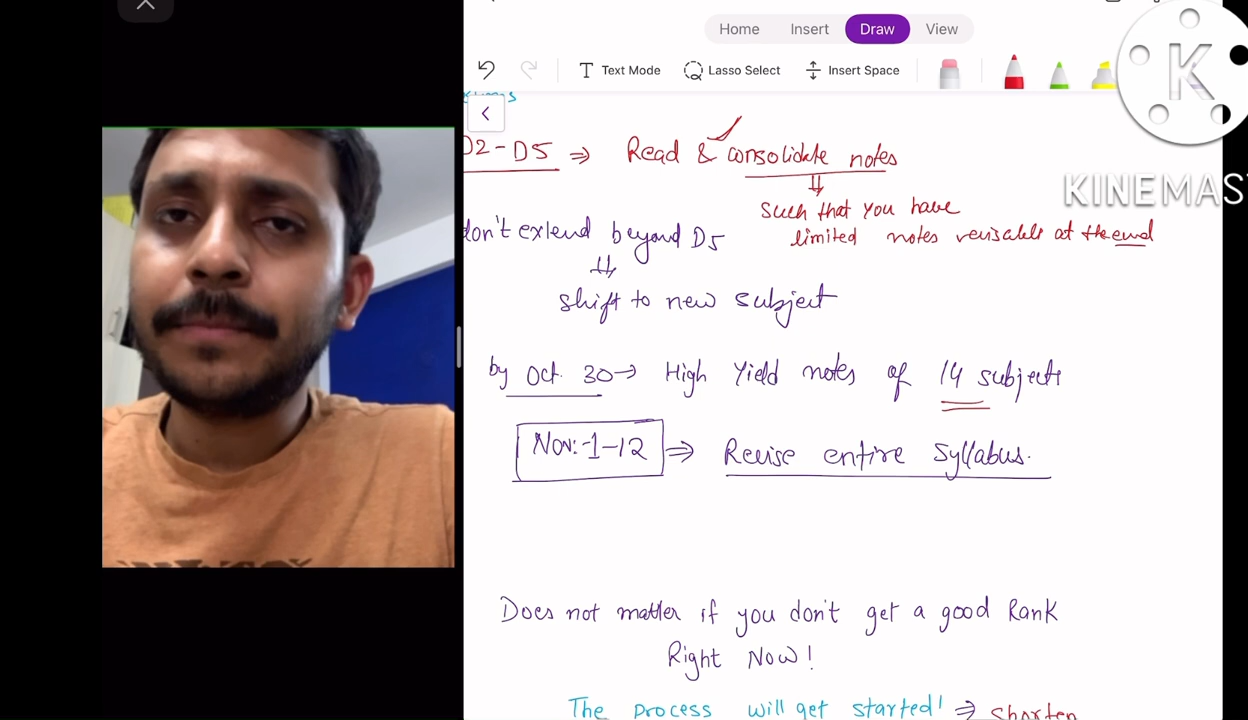 Home Insert Draw View
Text Mode Lasso Select Insert Space
D2-D5 ⇒ Read & consolidate notes
such that you have
limited notes revisable at the end
don't extend beyond D5
shift to new subject
by Oct. 30 → High Yield notes of 14 subjects
Nov:-1-12 ⇒ Revise entire syllabus.
Does not matter if you don't get a good Rank
Right Now!
The process will get started! ⇒ shorten
K
KINEMAS